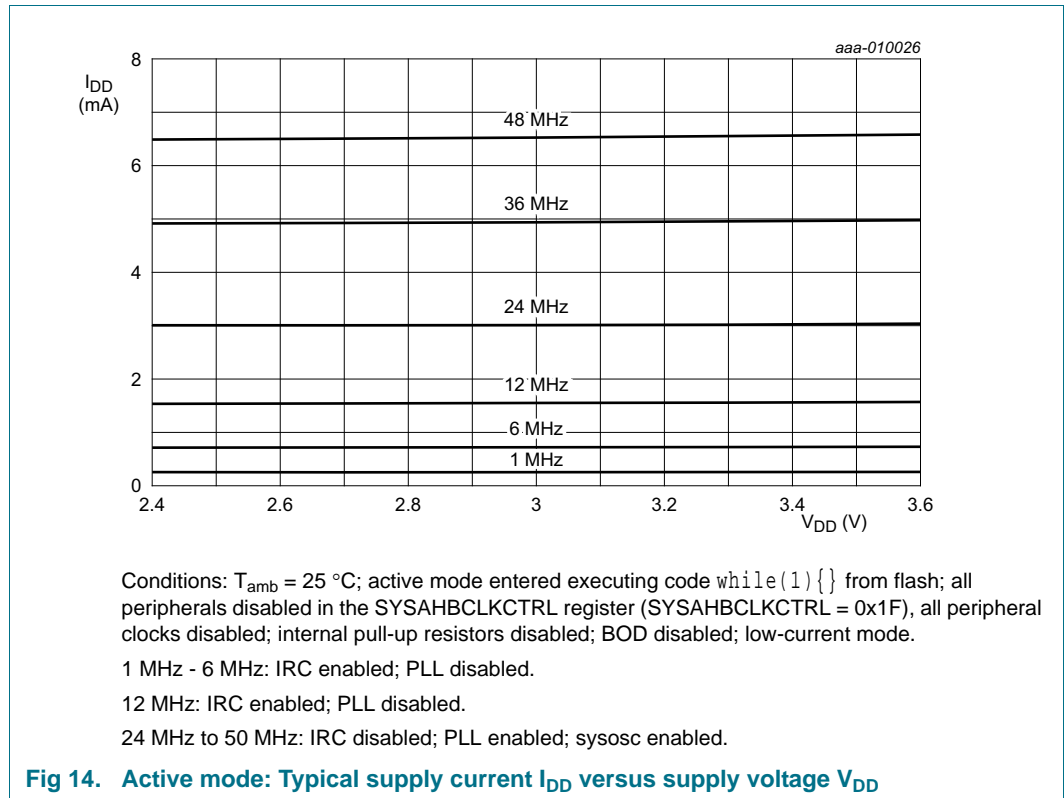 aaa-010026
8
I_DD
(mA)
48 MHz
6
36 MHz
4
24 MHz
2
12 MHz
6 MHz
1 MHz
0
2.4 2.6 2.8 3 3.2 3.4 3.6
V_DD (V)
Conditions: T_amb = 25 °C; active mode entered executing code while(1){} from flash; all
peripherals disabled in the SYSAHBCLKCTRL register (SYSAHBCLKCTRL = 0x1F), all peripheral
clocks disabled; internal pull-up resistors disabled; BOD disabled; low-current mode.
1 MHz - 6 MHz: IRC enabled; PLL disabled.
12 MHz: IRC enabled; PLL disabled.
24 MHz to 50 MHz: IRC disabled; PLL enabled; sysosc enabled.
Fig 14. Active mode: Typical supply current I_DD versus supply voltage V_DD